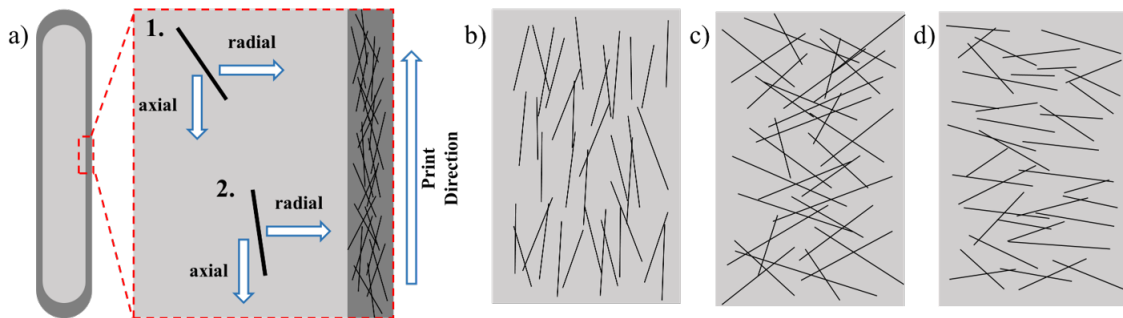 a)
1.
radial
axial
2.
radial
axial
Print
Direction
b)
c)
d)